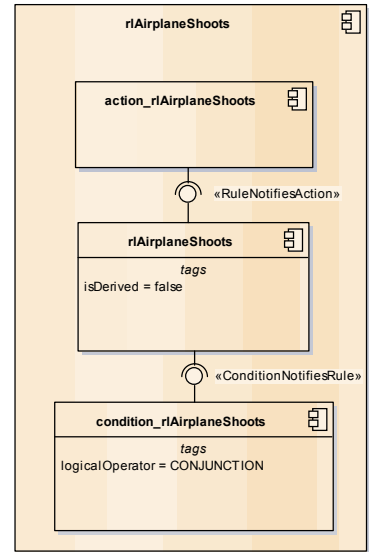 rlAirplaneShoots
action_rlAirplaneShoots
«RuleNotifiesAction»
rlAirplaneShoots
tags
isDerived = false
«ConditionNotifiesRule»
condition_rlAirplaneShoots
tags
logicalOperator = CONJUNCTION